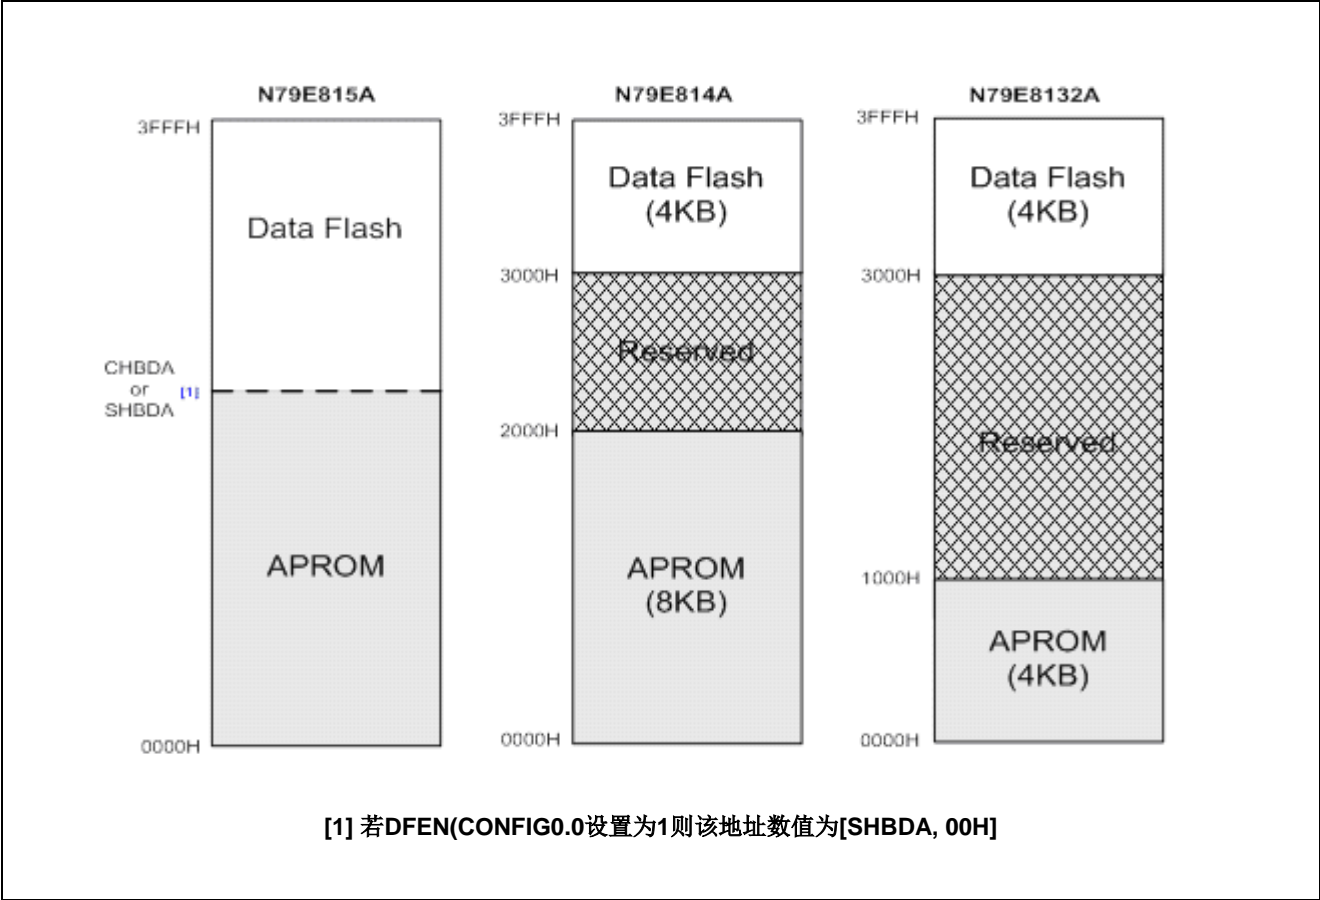 N79E815A
3FFFH
Data Flash
CHBDA
or
SHBDA
[1]
APROM
0000H
N79E814A
3FFFH
Data Flash
(4KB)
3000H
Reserved
2000H
APROM
(8KB)
0000H
N79E8132A
3FFFH
Data Flash
(4KB)
3000H
Reserved
1000H
APROM
(4KB)
0000H
[1] 若DFEN(CONFIG0.0设置为1则该地址数值为[SHBDA, 00H]